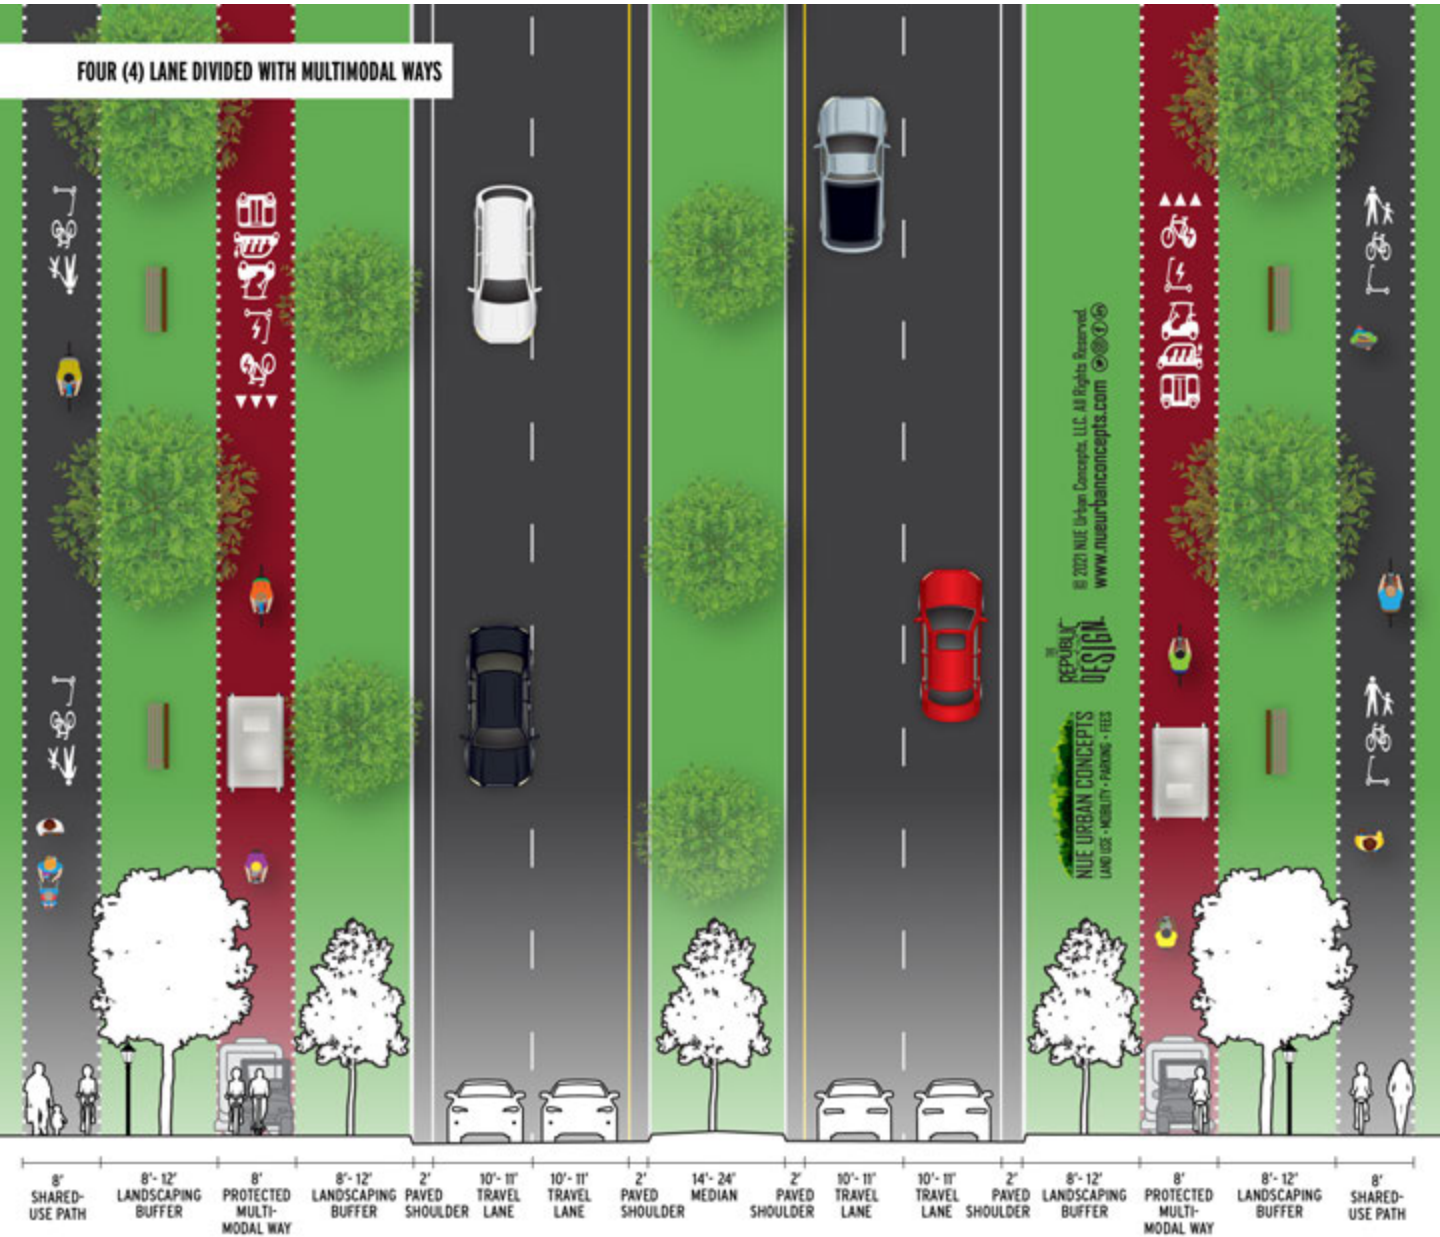 FOUR (4) LANE DIVIDED WITH MULTIMODAL WAYS
© 2021 NUE Urban Concepts, LLC. All Rights Reserved.
www.nueurbanconcepts.com
THE
REPUBLIC
DESIGN
NUE URBAN CONCEPTS
LAND USE • MOBILITY • PARKING • FEES
8'
SHARED-
USE PATH
8'- 12'
LANDSCAPING
BUFFER
8'
PROTECTED
MULTI-
MODAL WAY
8'- 12'
LANDSCAPING
BUFFER
2'
PAVED
SHOULDER
10'- 11'
TRAVEL
LANE
10'- 11'
TRAVEL
LANE
2'
PAVED
SHOULDER
14'- 24'
MEDIAN
2'
PAVED
SHOULDER
10'- 11'
TRAVEL
LANE
10'- 11'
TRAVEL
LANE
2'
PAVED
SHOULDER
8'- 12'
LANDSCAPING
BUFFER
8'
PROTECTED
MULTI-
MODAL WAY
8'- 12'
LANDSCAPING
BUFFER
8'
SHARED-
USE PATH